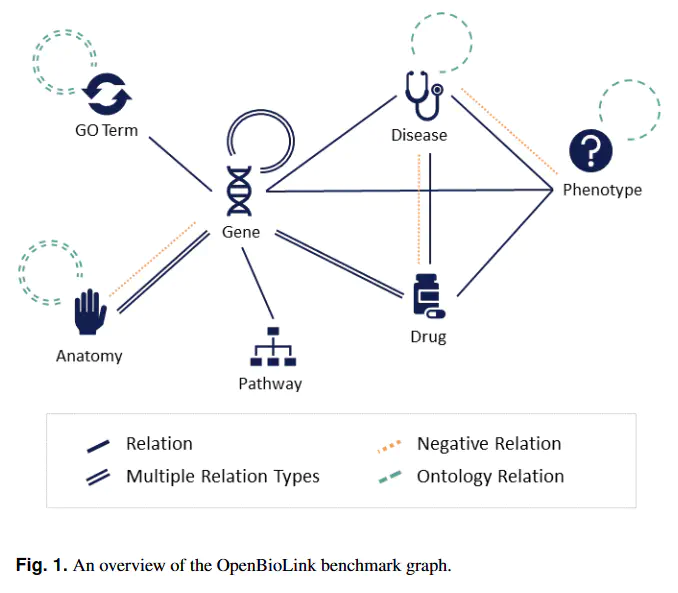 GO Term
Disease
Phenotype
Gene
Anatomy
Drug
Pathway
Relation
Negative Relation
Multiple Relation Types
Ontology Relation
Fig. 1. An overview of the OpenBioLink benchmark graph.